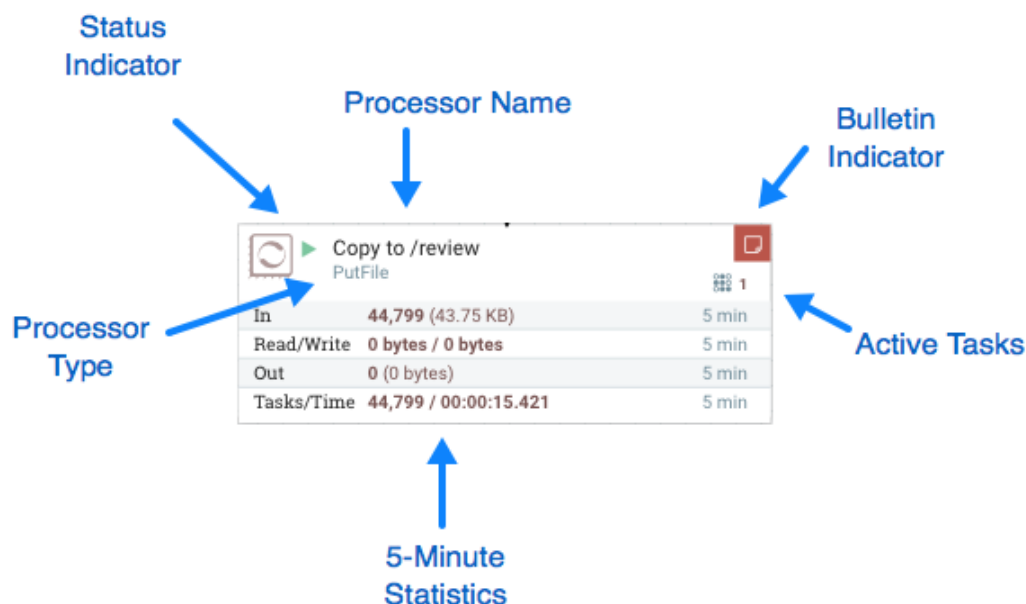 Status
Indicator
Processor Name
Bulletin
Indicator
Copy to /review
PutFile
1
Processor
Type
Active Tasks
In 44,799 (43.75 KB) 5 min
Read/Write 0 bytes / 0 bytes 5 min
Out 0 (0 bytes) 5 min
Tasks/Time 44,799 / 00:00:15.421 5 min
5-Minute
Statistics